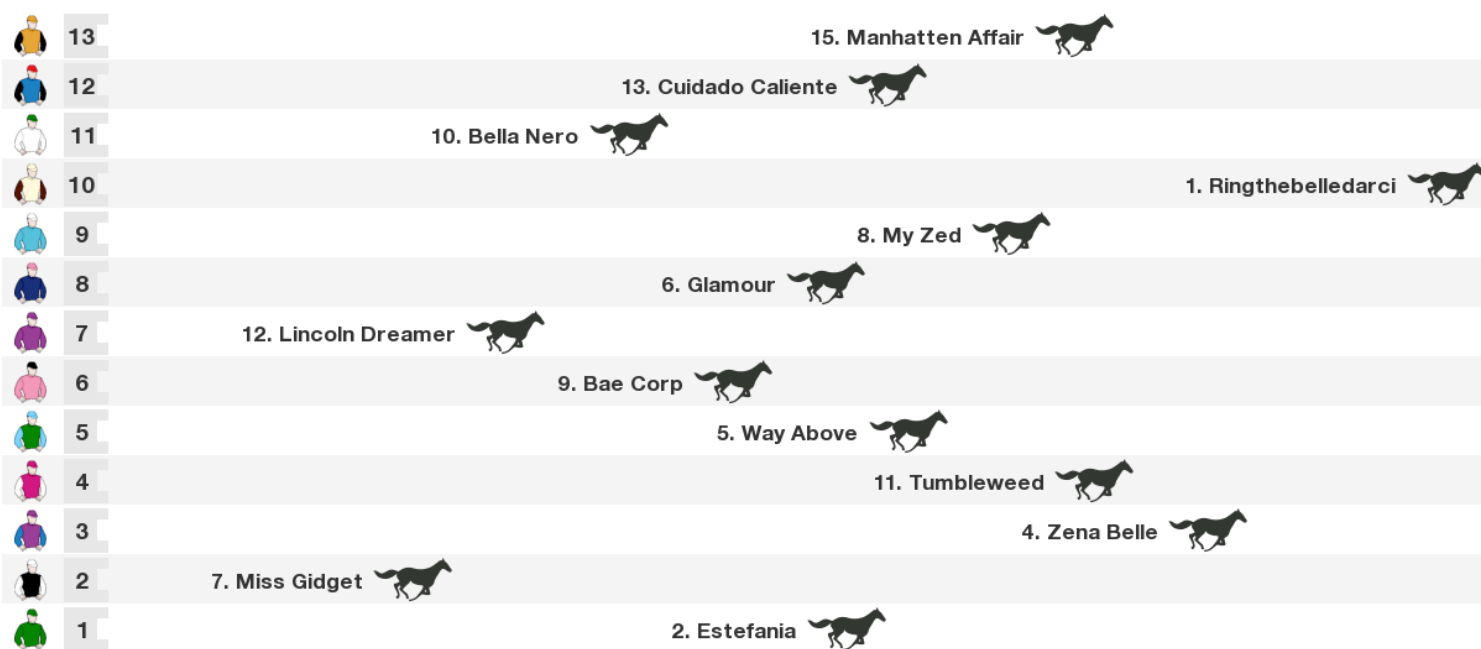 13 15. Manhatten Affair
12 13. Cuidado Caliente
11 10. Bella Nero
10 1. Ringthebelledarci
9 8. My Zed
8 6. Glamour
7 12. Lincoln Dreamer
6 9. Bae Corp
5 5. Way Above
4 11. Tumbleweed
3 4. Zena Belle
2 7. Miss Gidget
1 2. Estefania